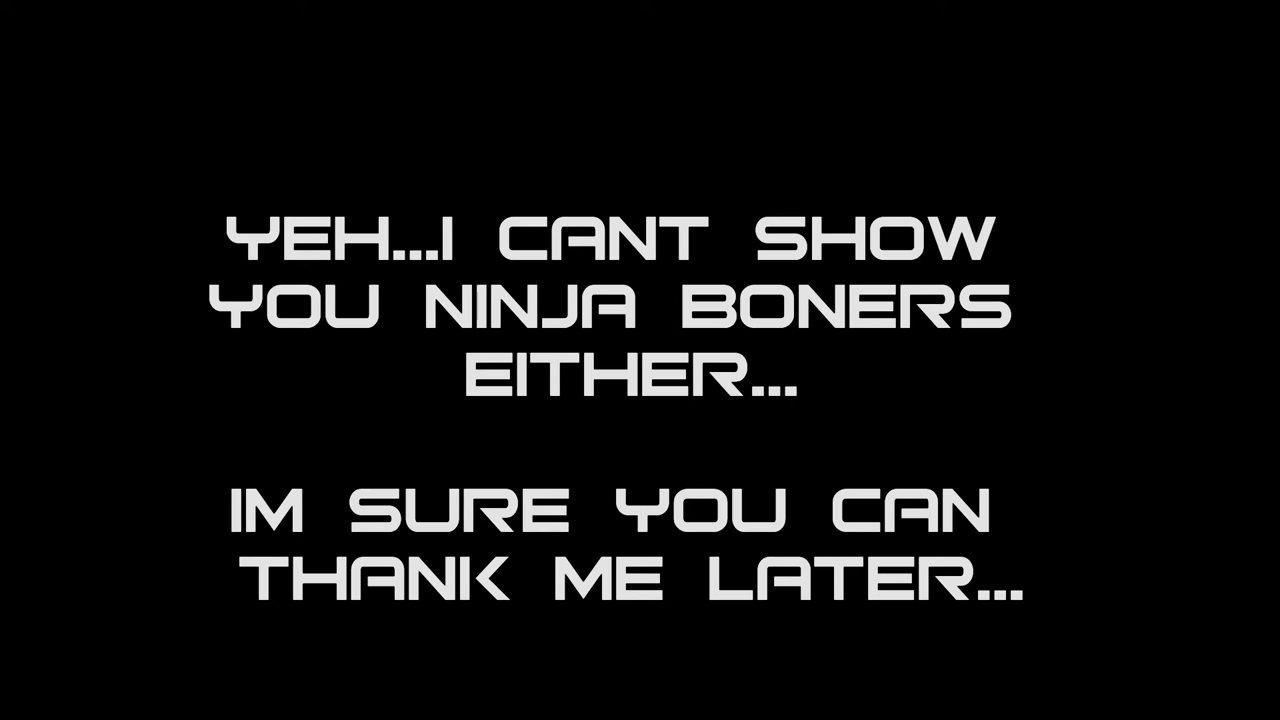 YEH...I CANT SHOW
YOU NINJA BONERS
EITHER...
IM SURE YOU CAN
THANK ME LATER...